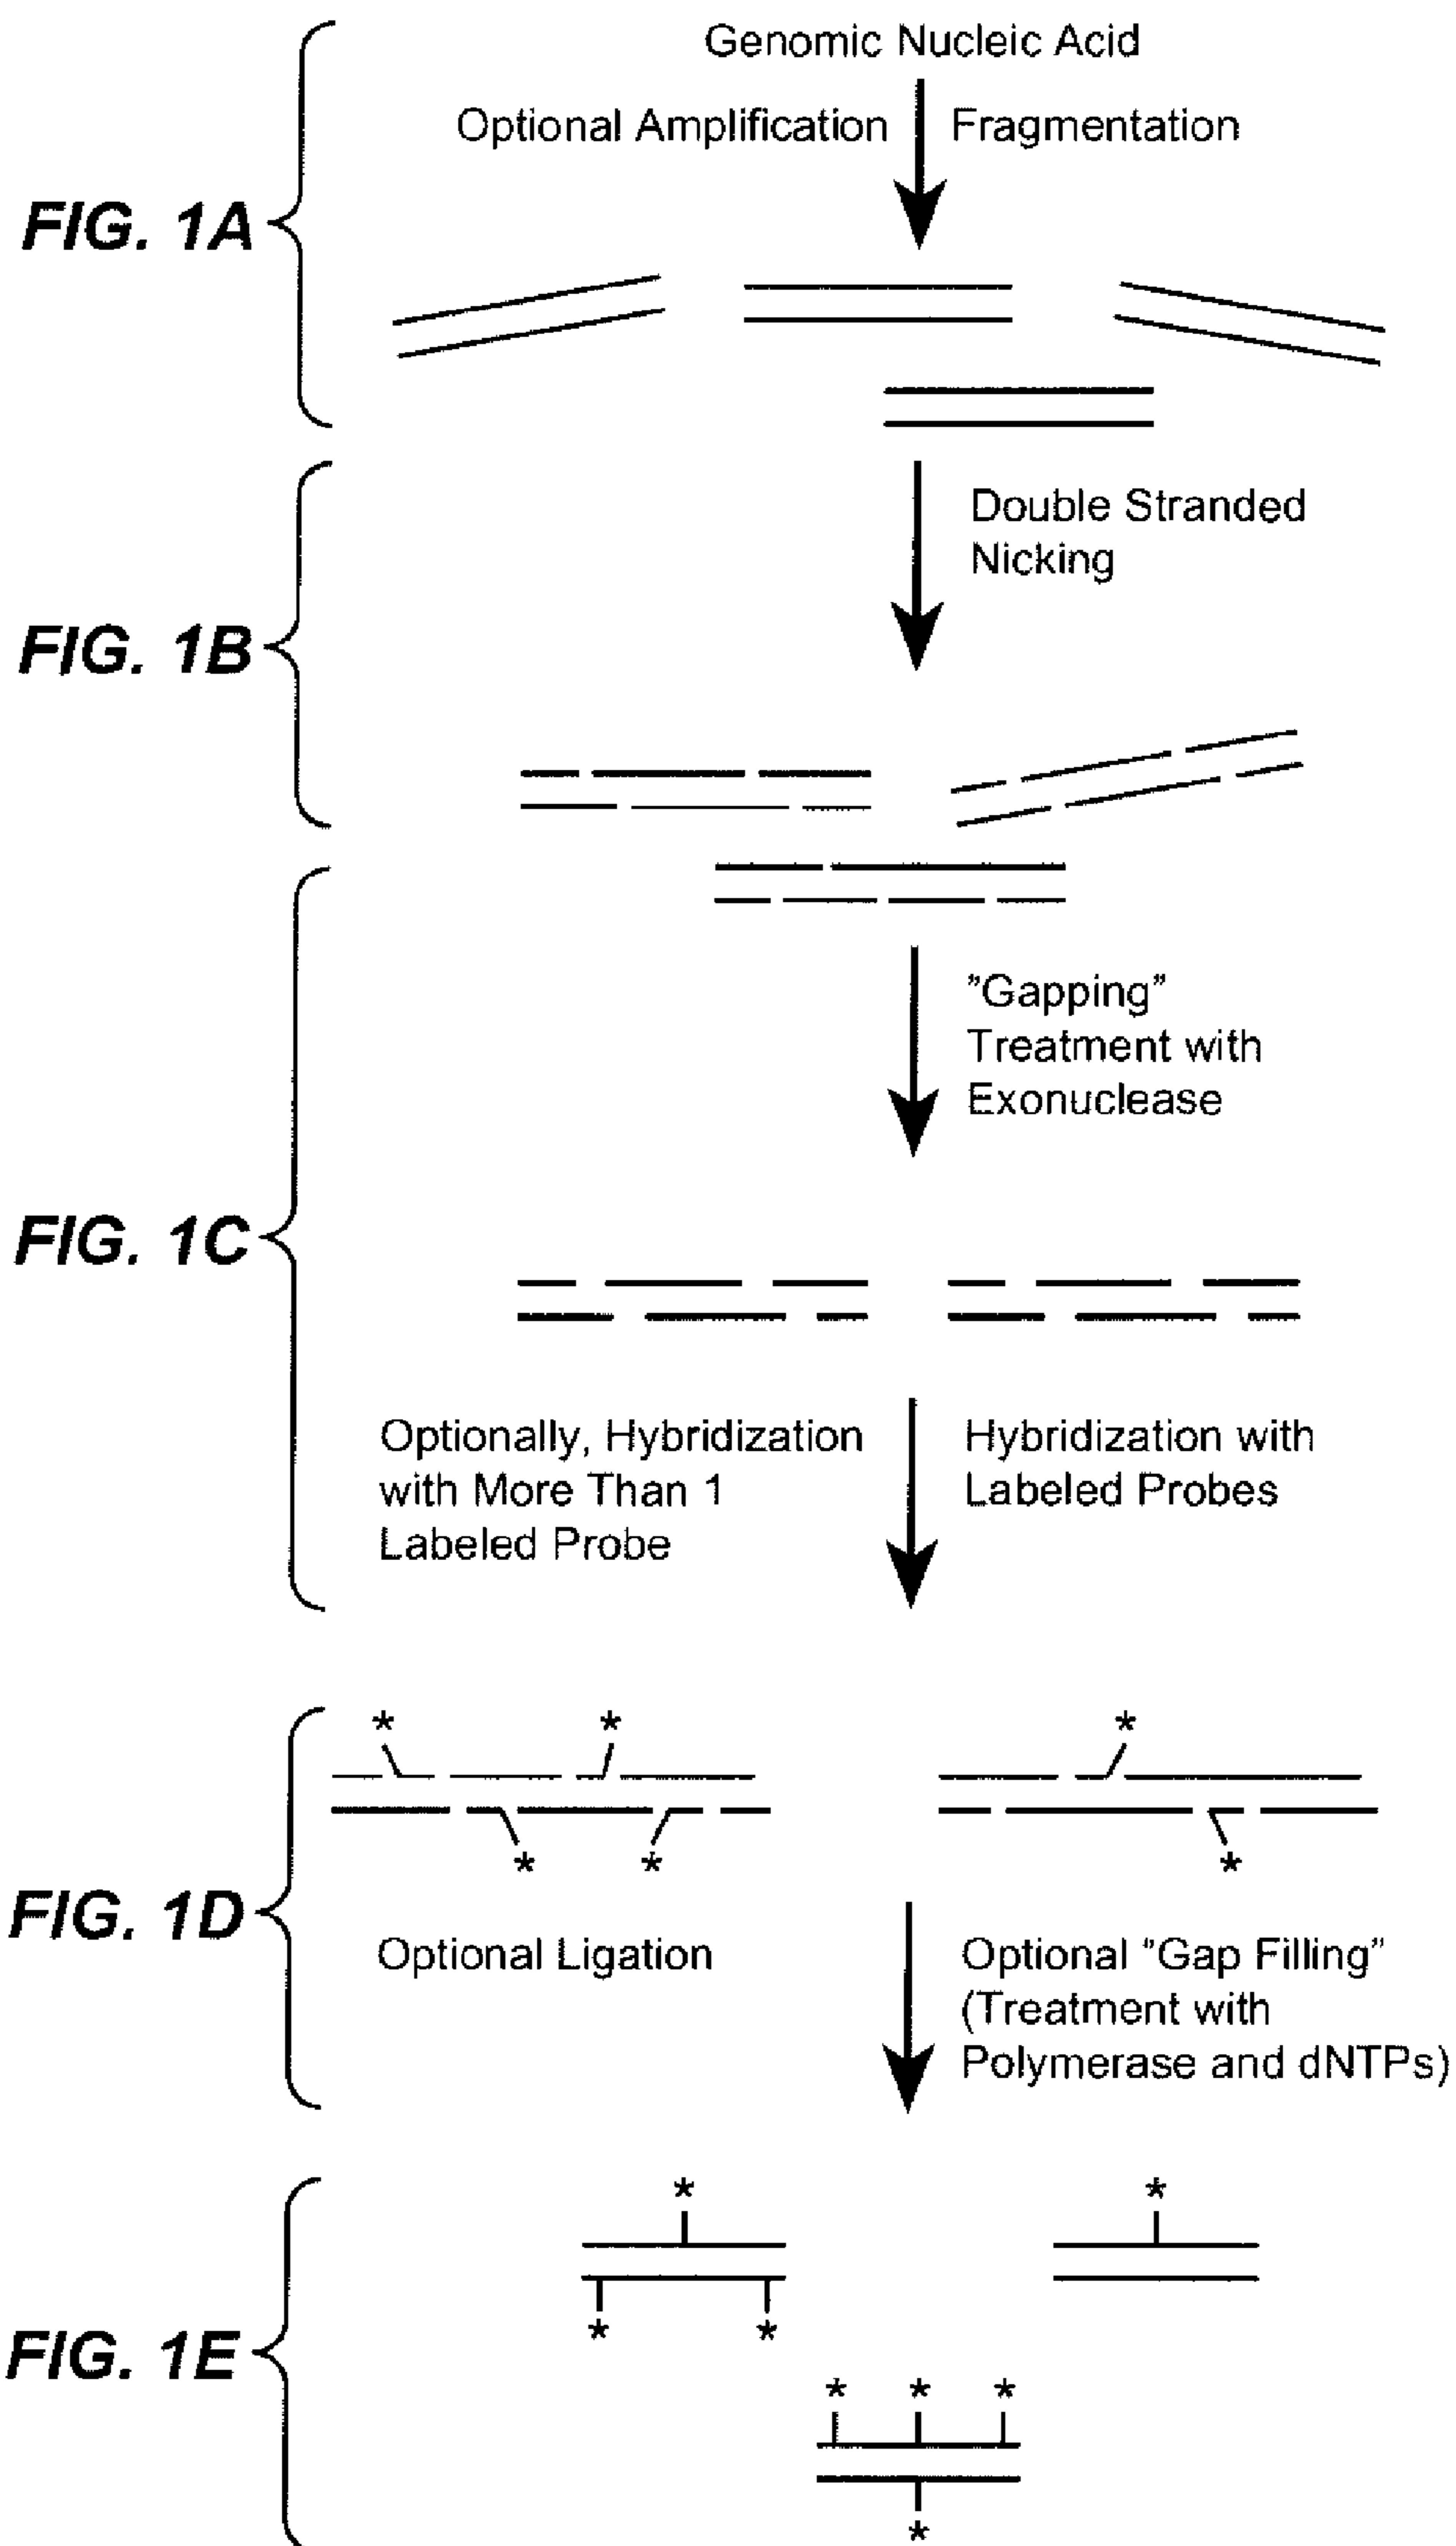 Genomic Nucleic Acid
Optional Amplification
Fragmentation
FIG. 1A
Double Stranded
Nicking
FIG. 1B
"Gapping"
Treatment with
Exonuclease
FIG. 1C
Optionally, Hybridization
with More Than 1
Labeled Probe
Hybridization with
Labeled Probes
* *
*
* *
*
FIG. 1D
Optional Ligation
Optional "Gap Filling"
(Treatment with
Polymerase and dNTPs)
* *
* *
FIG. 1E
* * *
*